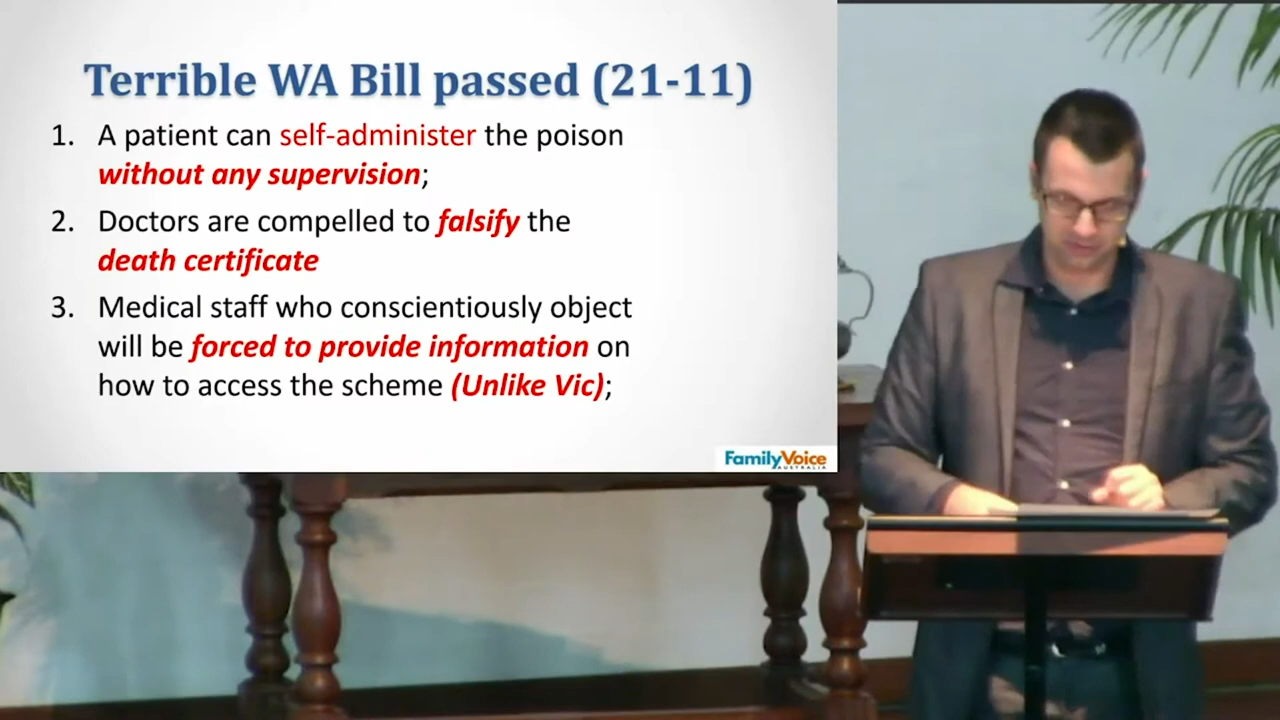 Terrible WA Bill passed (21-11)
1. A patient can self-administer the poison
without any supervision;
2. Doctors are compelled to falsify the
death certificate
3. Medical staff who conscientiously object
will be forced to provide information on
how to access the scheme (Unlike Vic);
FamilyVoice
AUSTRALIA